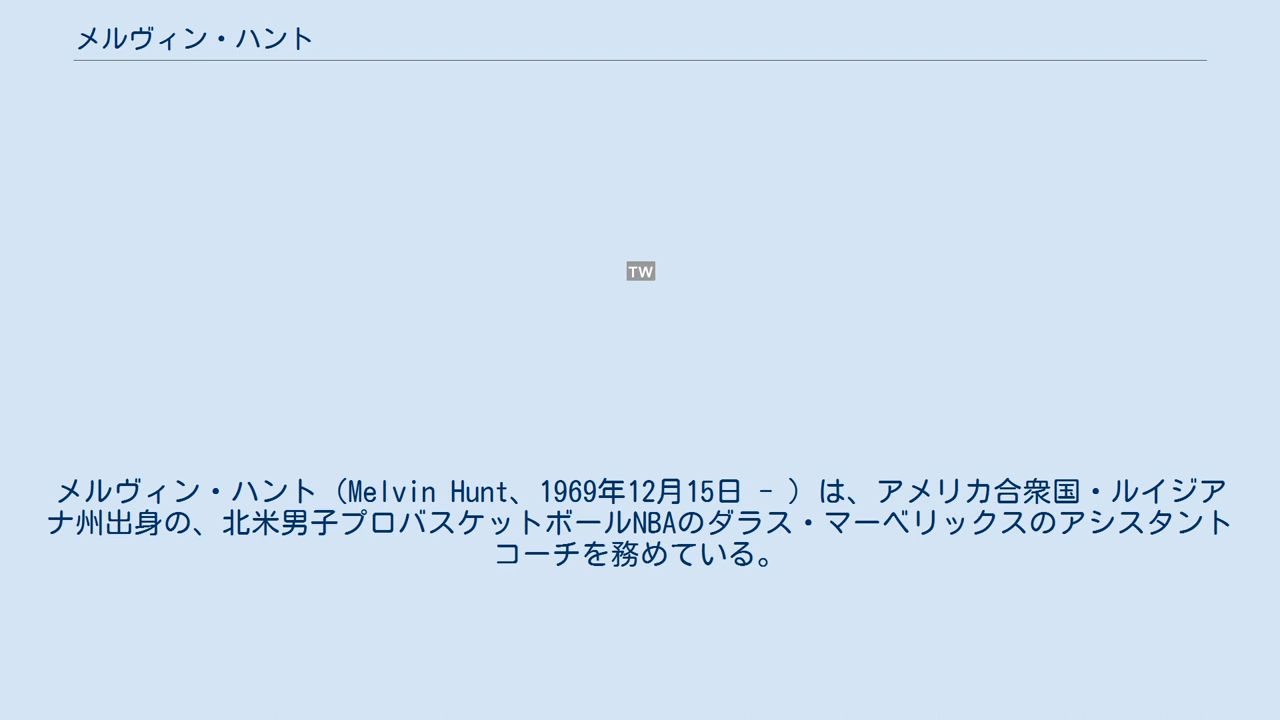 メルヴィン・ハント
TW
メルヴィン・ハント（Melvin Hunt、1969年12月15日 - ）は、アメリカ合衆国・ルイジア
ナ州出身の、北米男子プロバスケットボールNBAのダラス・マーベリックスのアシスタント
コーチを務めている。